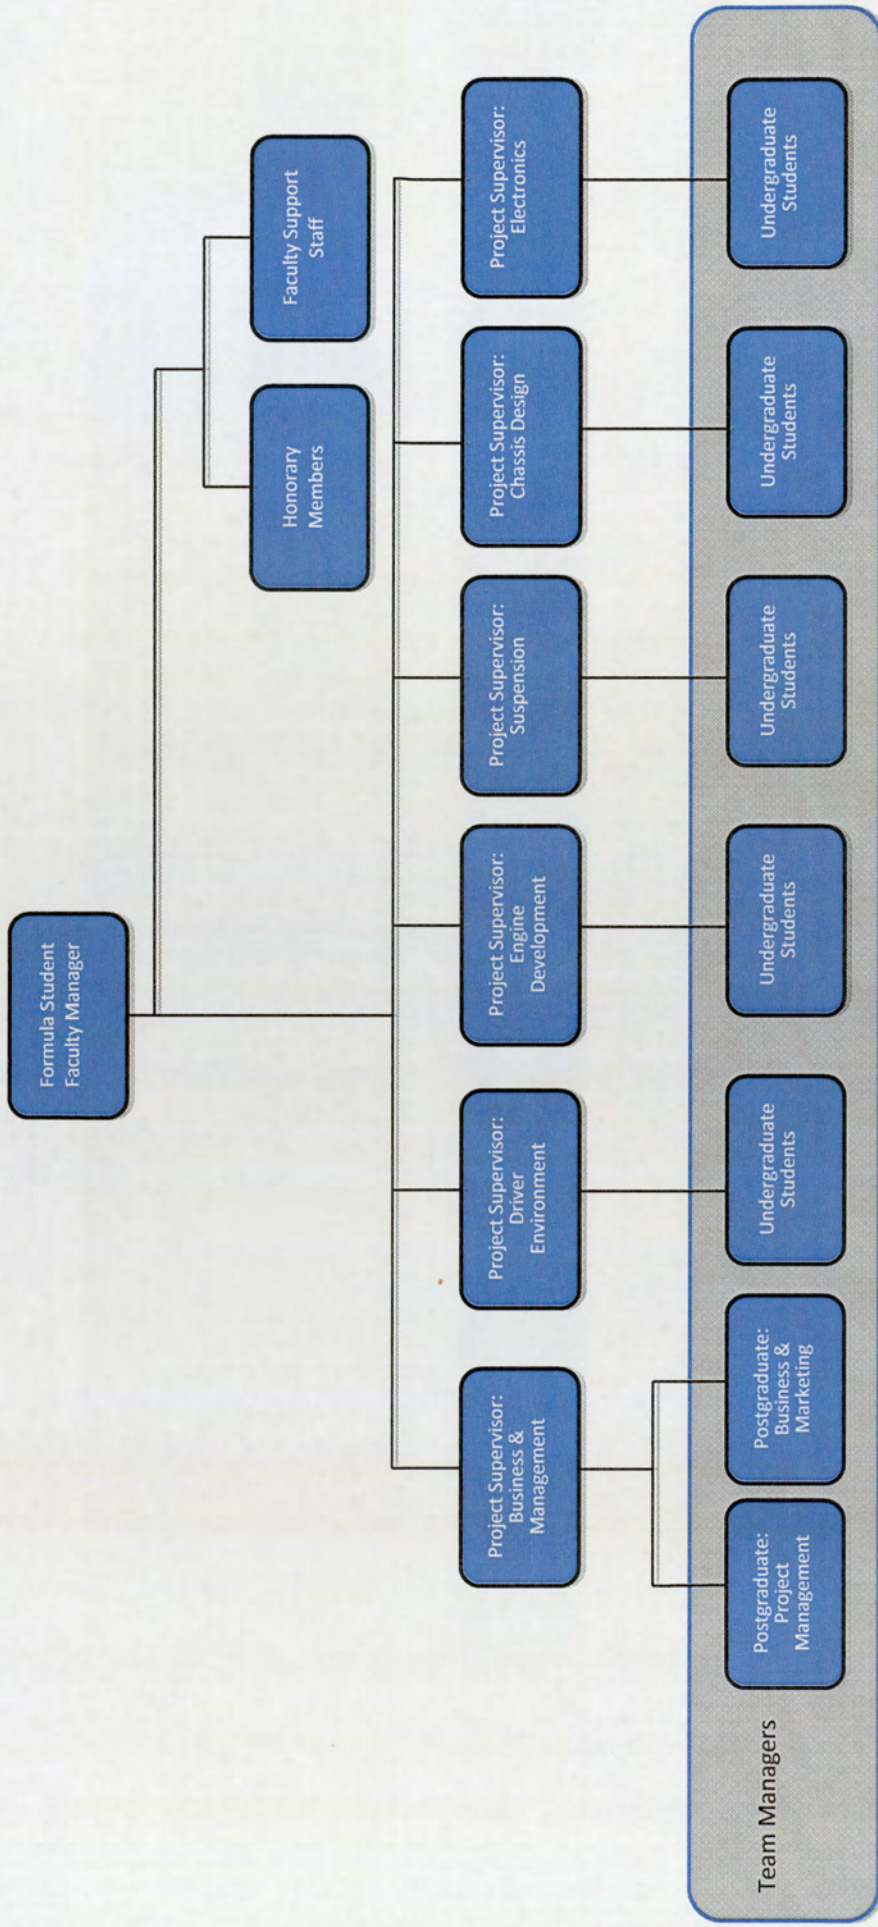 Formula Student
Faculty Manager
Honorary
Members
Faculty Support
Staff
Project Supervisor:
Business &
Management
Project Supervisor:
Driver
Environment
Project Supervisor:
Engine
Development
Project Supervisor:
Suspension
Project Supervisor:
Chassis Design
Project Supervisor:
Electronics
Team Managers
Postgraduate:
Project
Management
Postgraduate:
Business &
Marketing
Undergraduate
Students
Undergraduate
Students
Undergraduate
Students
Undergraduate
Students
Undergraduate
Students